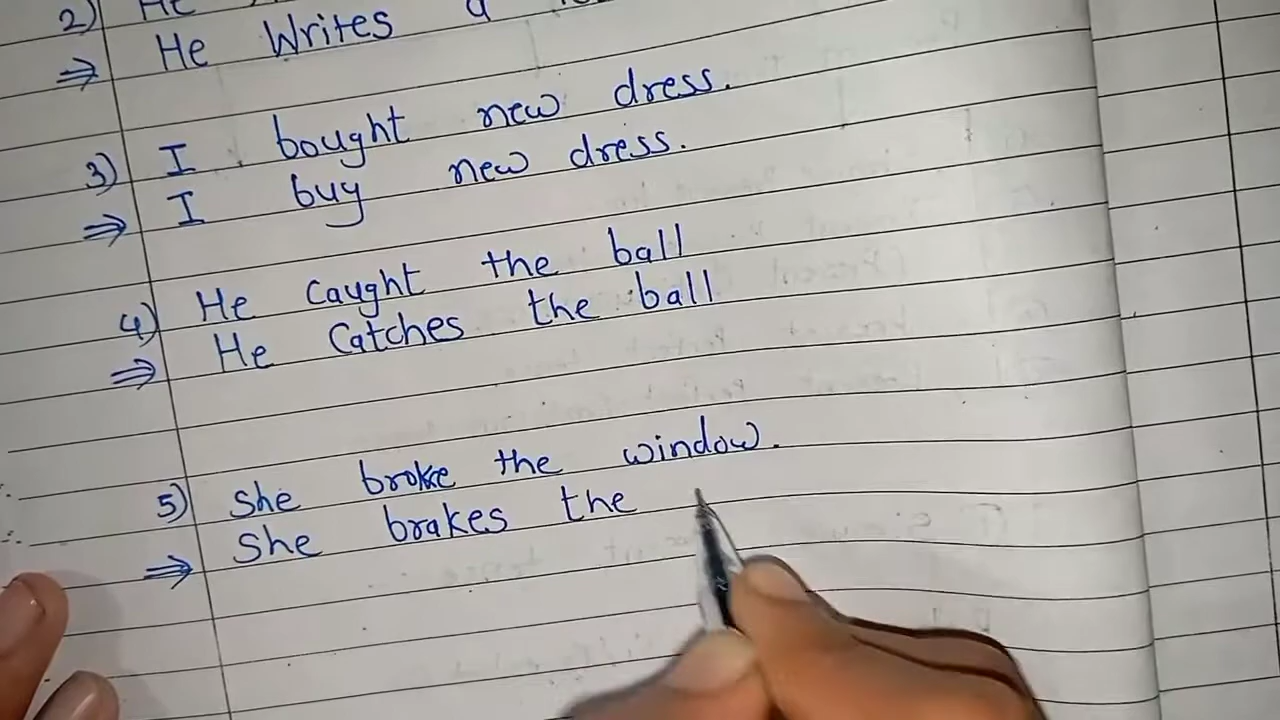 2) He
⇒ He Writes a
3) I bought new dress.
⇒ I buy new dress.
4) He Caught the ball
⇒ He Catches the ball
5) She broke the window.
⇒ She brakes the